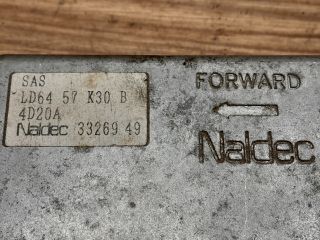 SAS
LD64 57 K30 B A
4D20A
Naldec 33269 49
FORWARD
Naldec